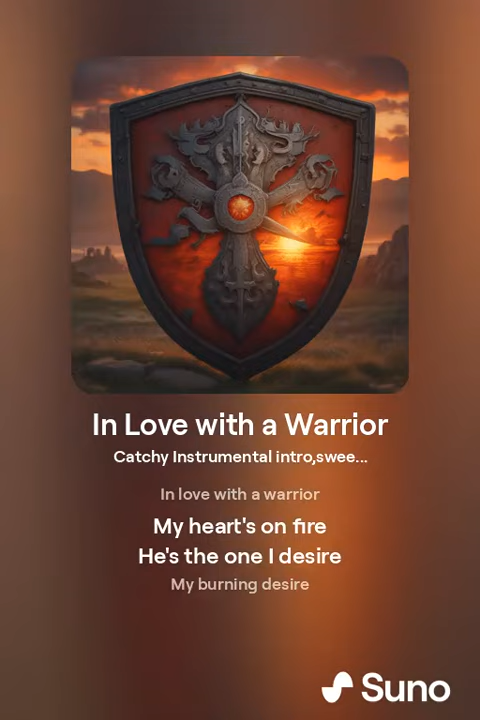 In Love with a Warrior
Catchy Instrumental intro,swee...
In love with a warrior
My heart's on fire
He's the one I desire
My burning desire
Suno